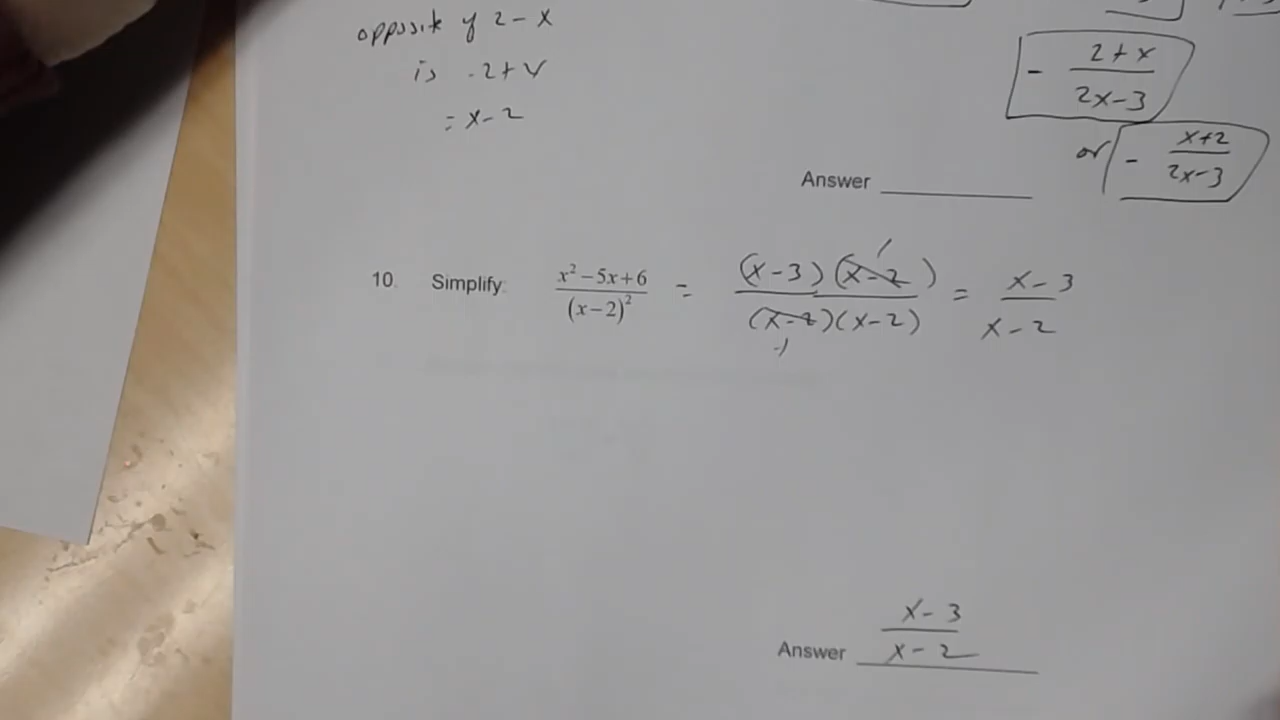 opposite of 2 - x
is -2 + x
= x - 2
- (2 + x)/(2x - 3)
or - (x + 2)/(2x - 3)
Answer
10. Simplify: (x² − 5x + 6)/(x − 2)² = (x - 3)(x - 2)/(x - 2)(x - 2) = (x - 3)/(x - 2)
Answer (x - 3)/(x - 2)